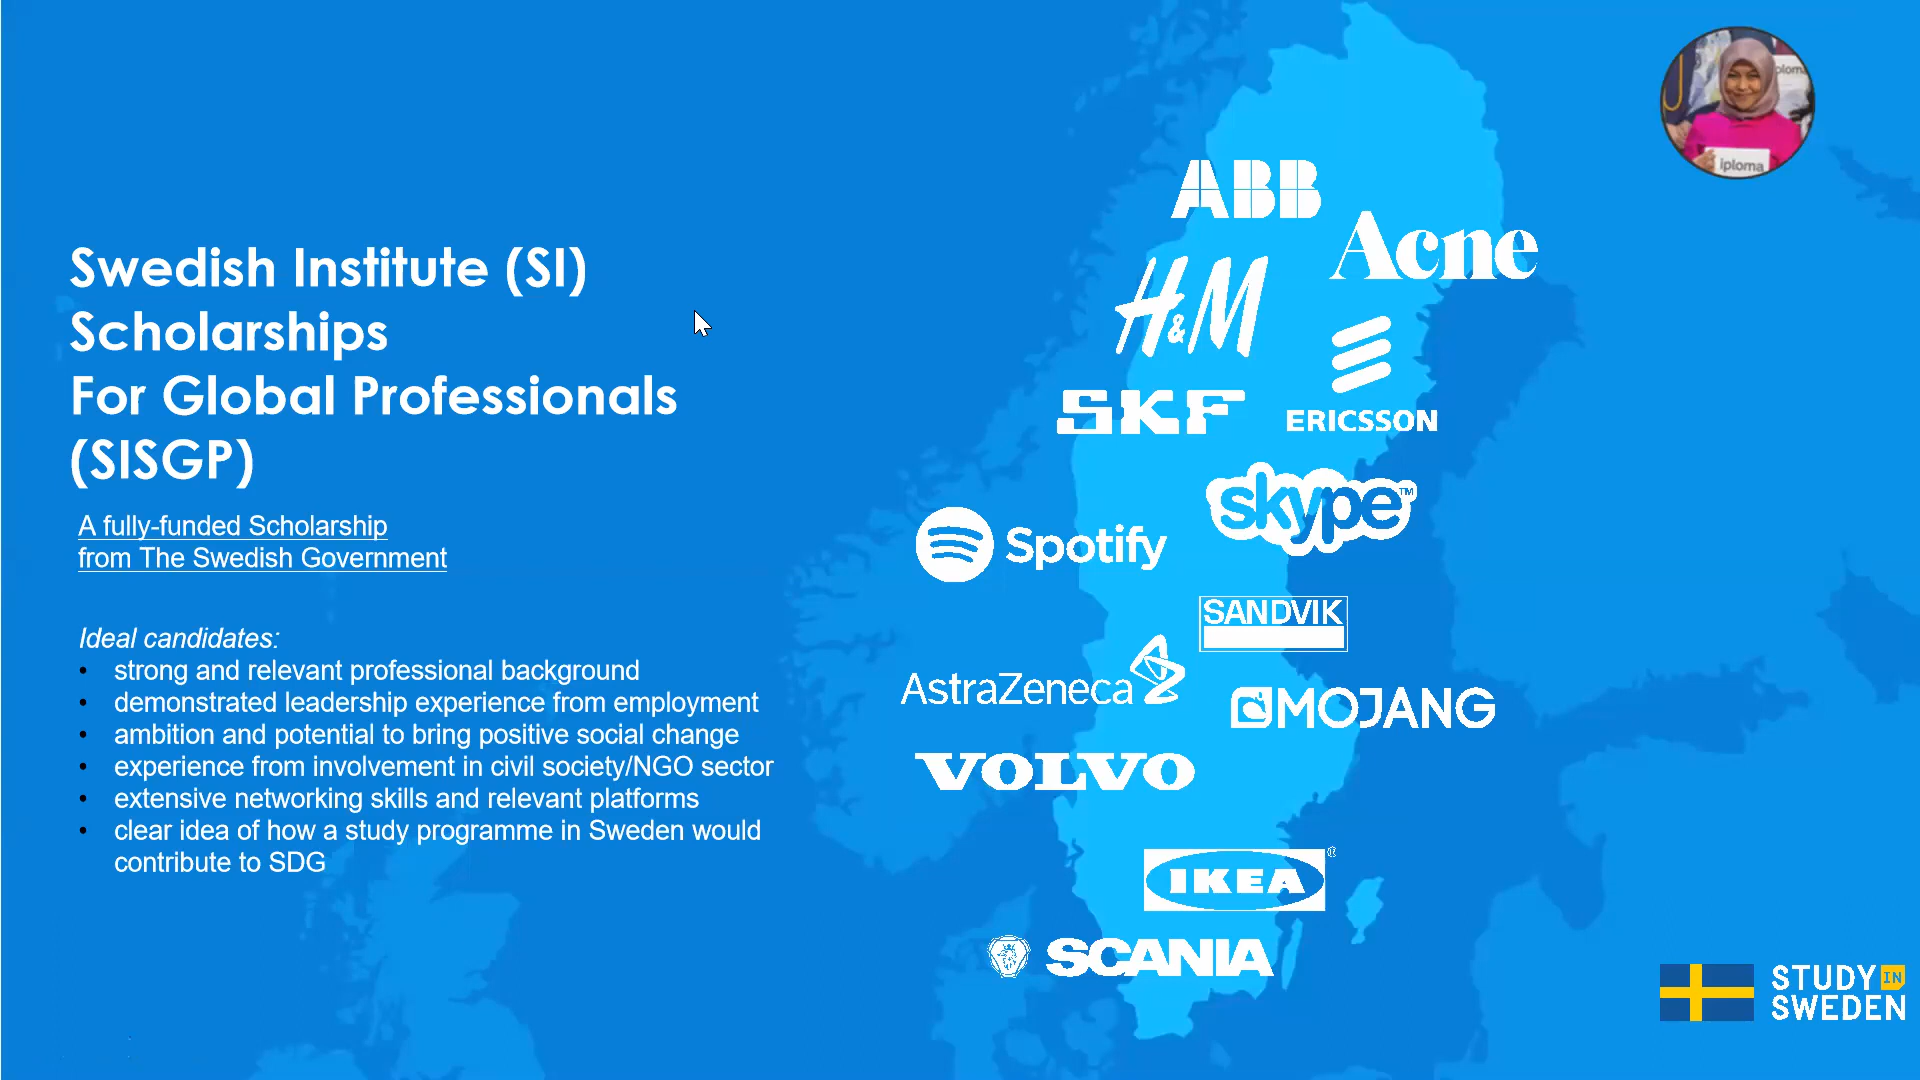 Swedish Institute (SI)
Scholarships
For Global Professionals
(SISGP)
A fully-funded Scholarship
from The Swedish Government
Ideal candidates:
• strong and relevant professional background
• demonstrated leadership experience from employment
• ambition and potential to bring positive social change
• experience from involvement in civil society/NGO sector
• extensive networking skills and relevant platforms
• clear idea of how a study programme in Sweden would
contribute to SDG
iploma
ABB
Acne
H&M
ERICSSON
SKF
skype™
Spotify
SANDVIK
AstraZeneca
MOJANG
VOLVO
IKEA®
SCANIA
STUDY IN
SWEDEN